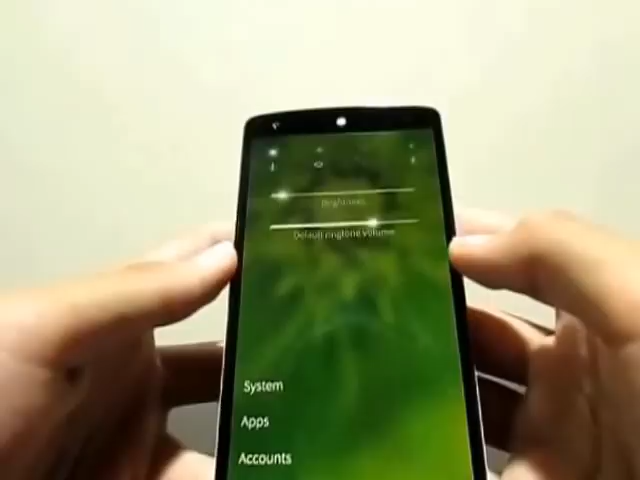 Brightness
Default ringtone volume
System
Apps
Accounts